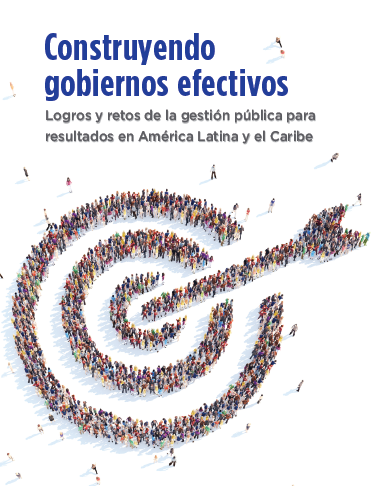 Construyendo
gobiernos efectivos
Logros y retos de la gestión pública para
resultados en América Latina y el Caribe